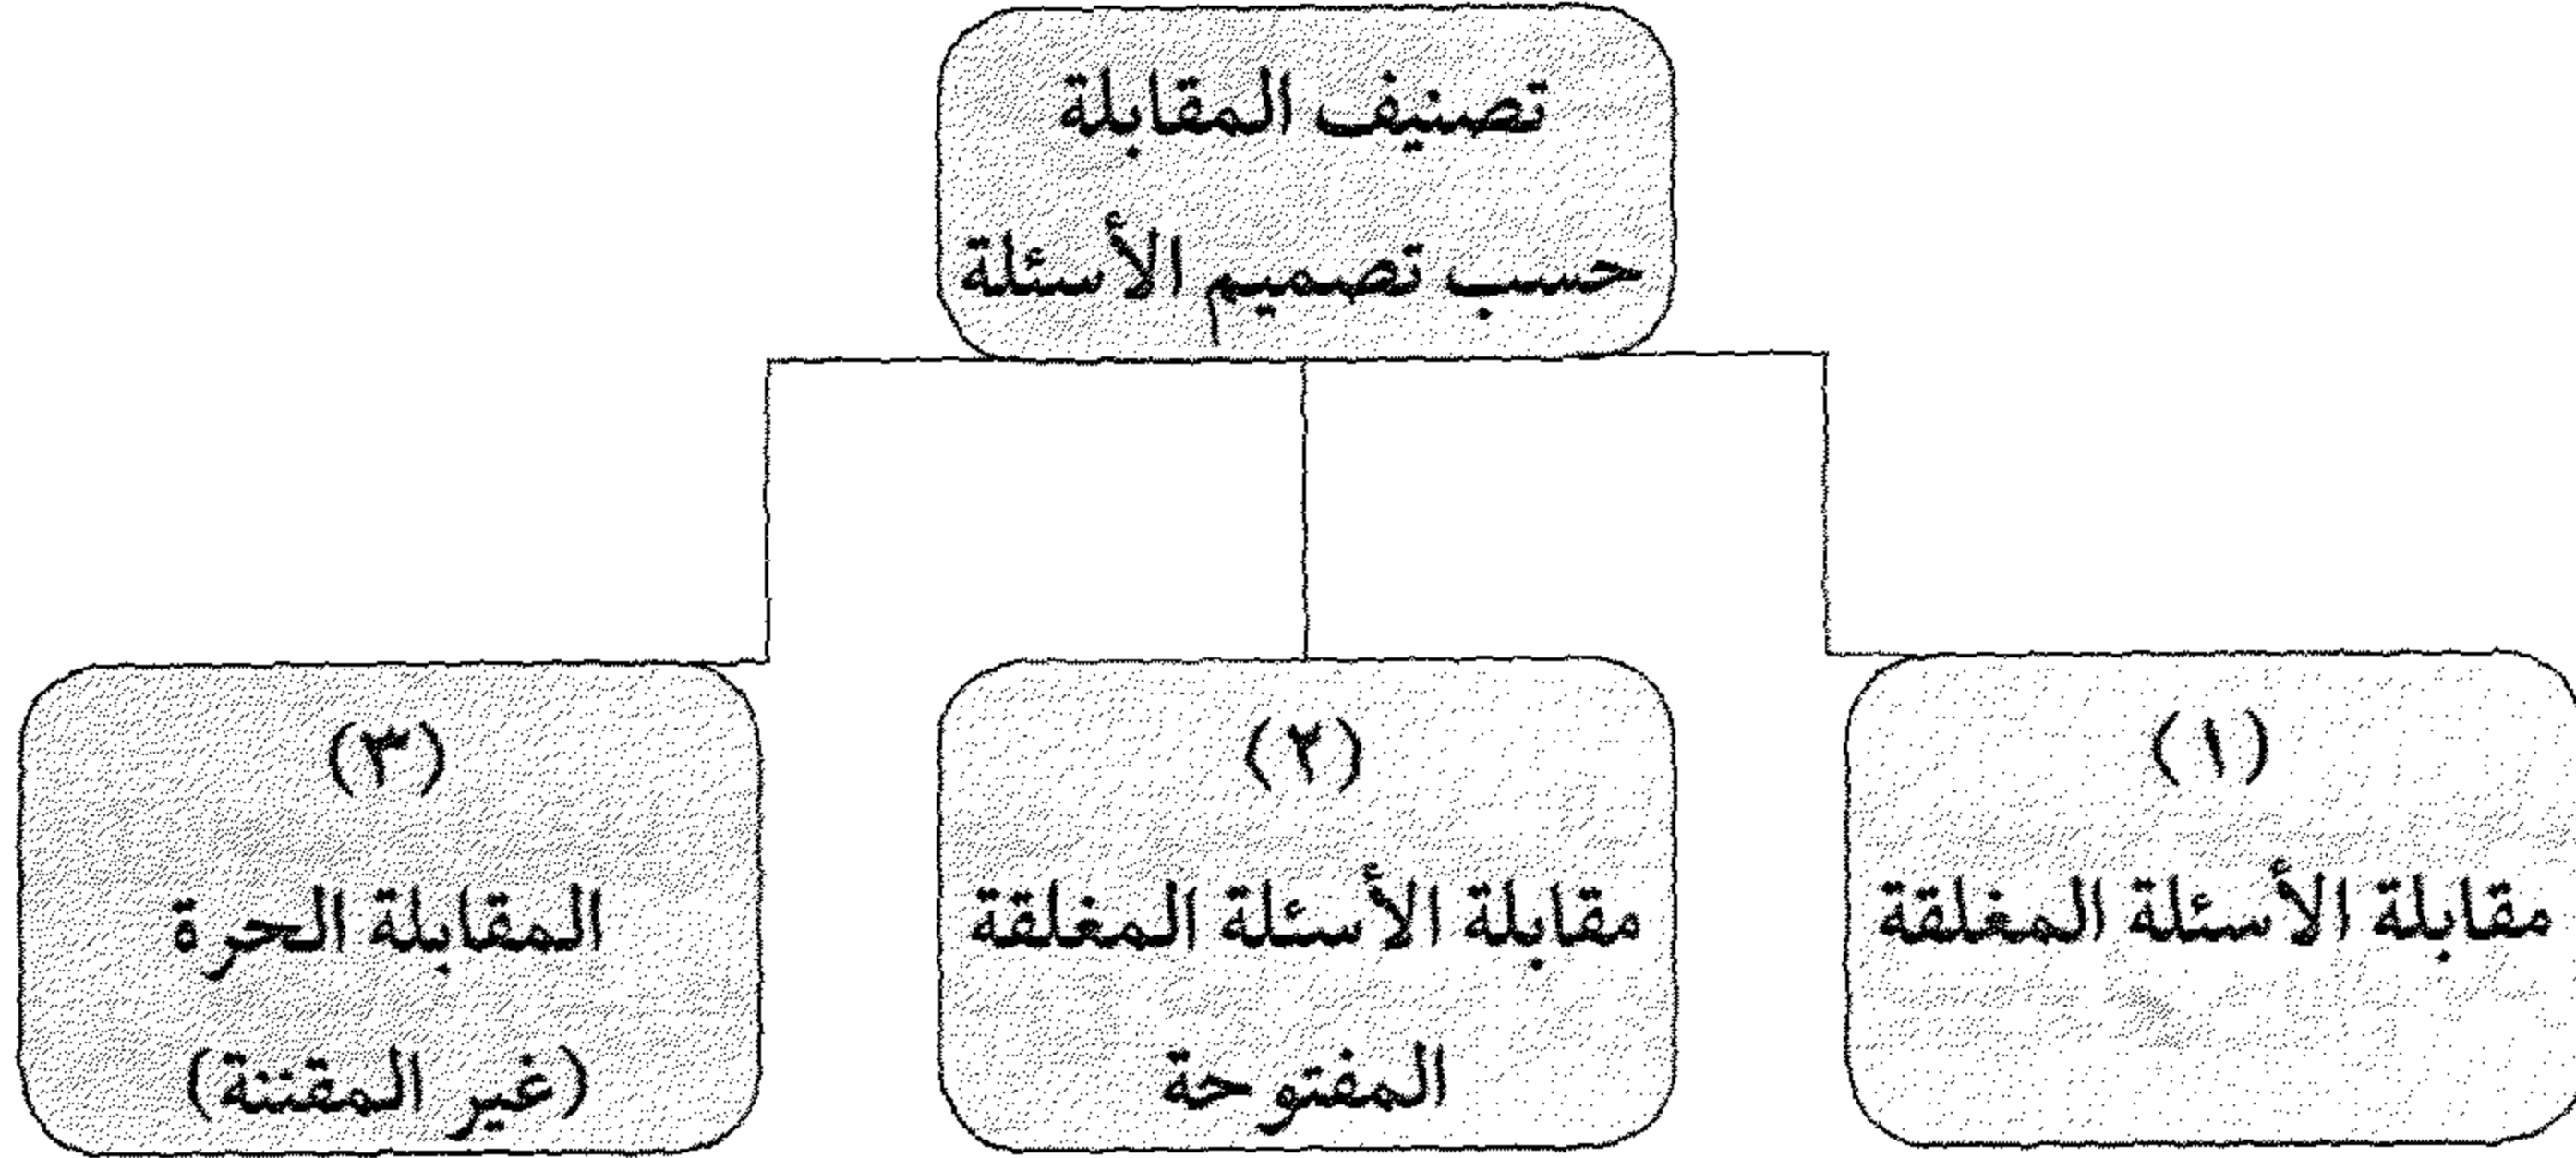 تصنيف المقابلة
حسب تصميم الأسئلة
(١)
مقابلة الأسئلة المغلقة
(٢)
مقابلة الأسئلة المغلقة
المفتوحة
(٣)
المقابلة الحرة
(غير المقننة)